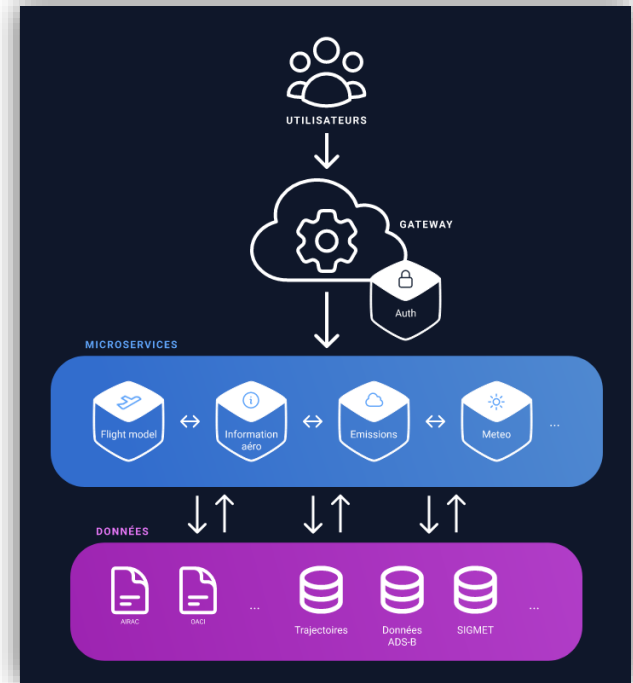 UTILISATEURS
GATEWAY
Auth
MICROSERVICES
Flight model
Information
aéro
Emissions
Meteo
...
DONNÉES
AIRAC
OACI
...
Trajectoires
Données
ADS-B
SIGMET
...